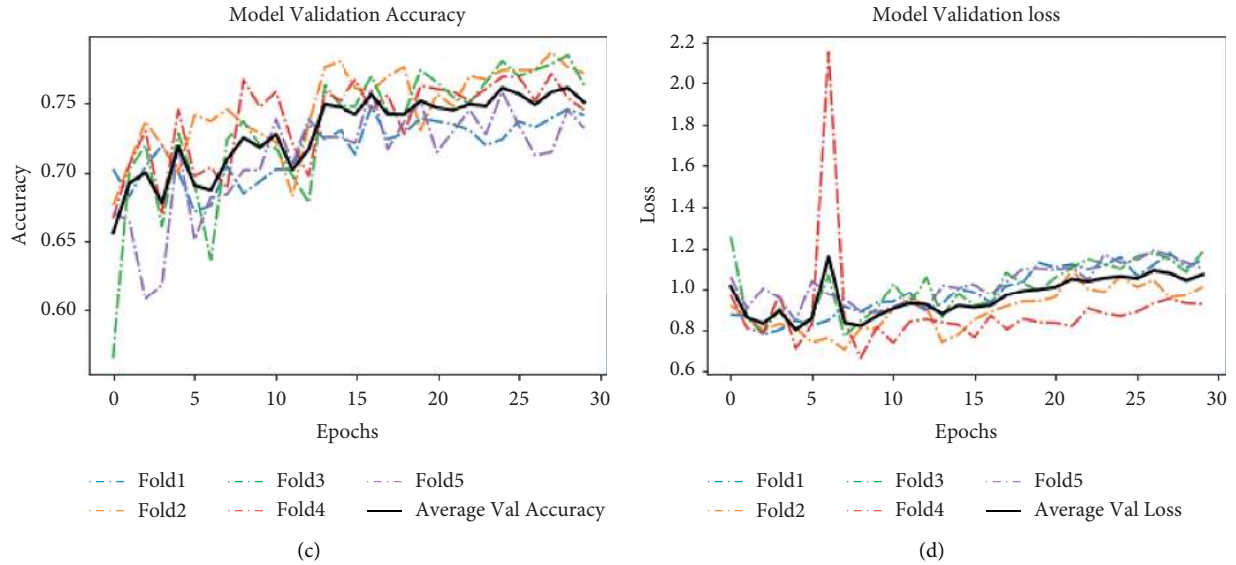 Model Validation Accuracy
Accuracy
0.75
0.70
0.65
0.60
0 5 10 15 20 25 30
Epochs
Fold1 Fold3 Fold5
Fold2 Fold4 Average Val Accuracy
(c)
Model Validation loss
Loss
2.2
2.0
1.8
1.6
1.4
1.2
1.0
0.8
0.6
0 5 10 15 20 25 30
Epochs
Fold1 Fold3 Fold5
Fold2 Fold4 Average Val Loss
(d)